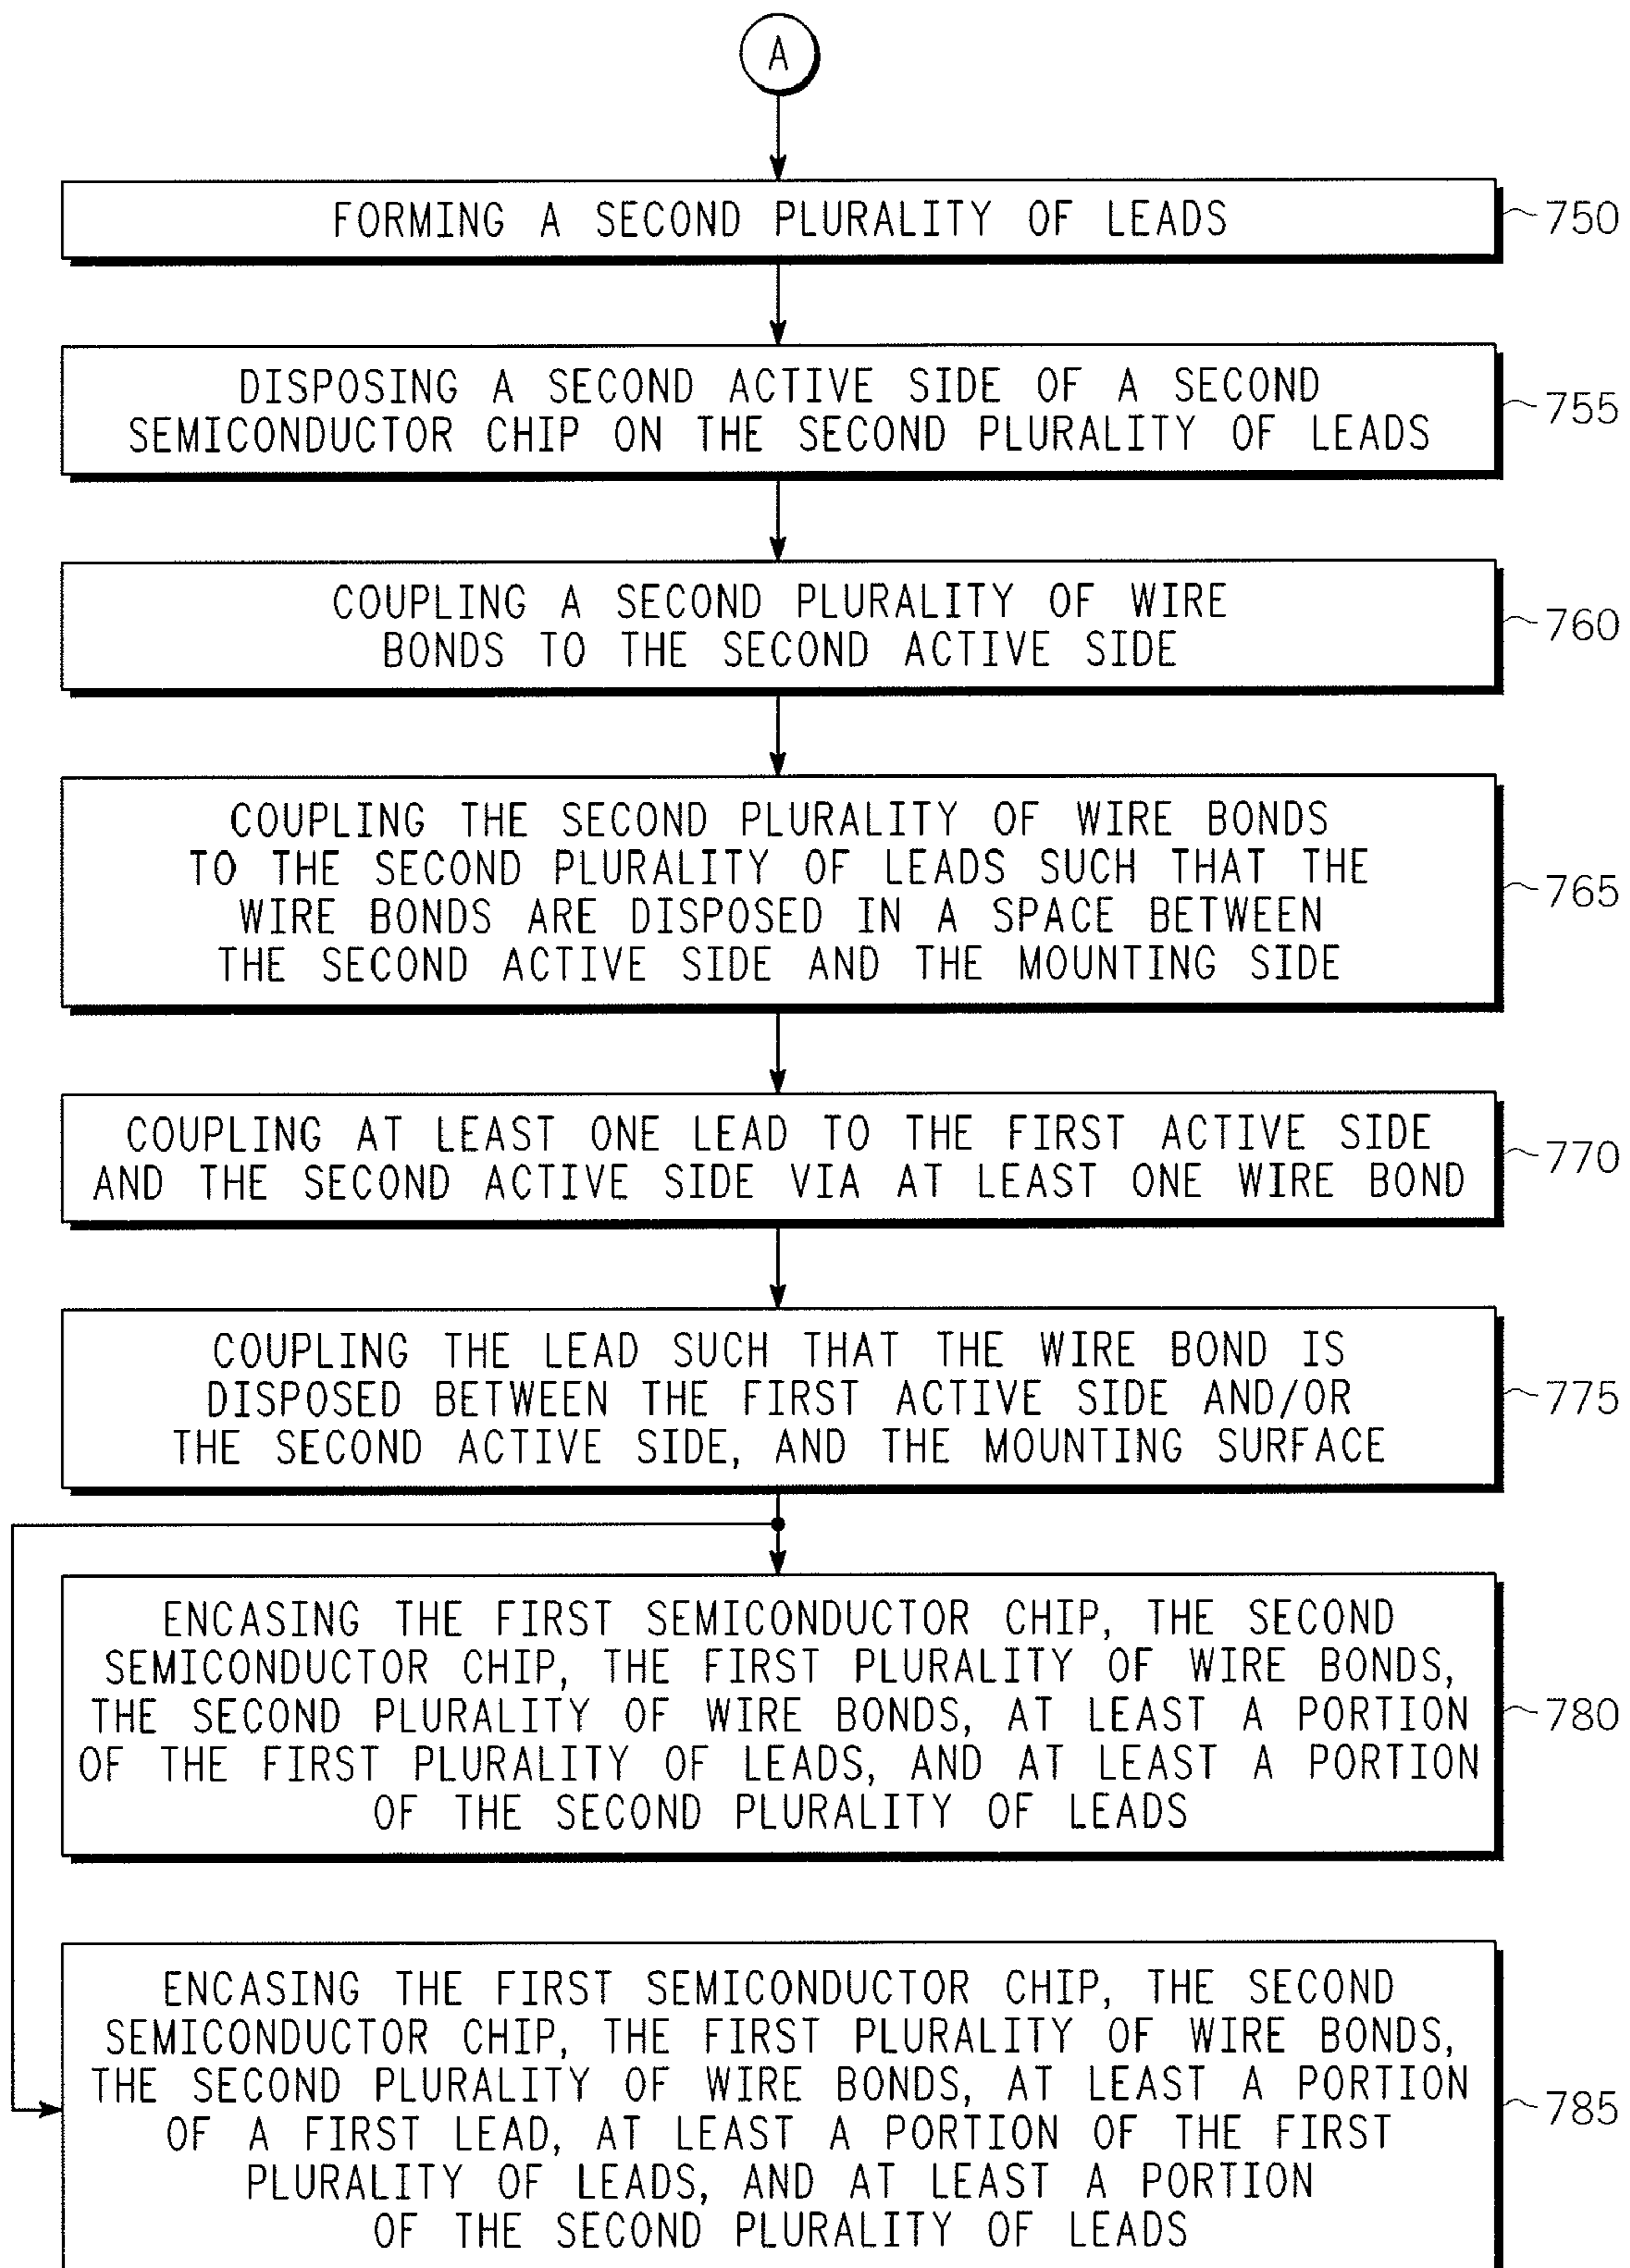 A
FORMING A SECOND PLURALITY OF LEADS
750
DISPOSING A SECOND ACTIVE SIDE OF A SECOND
SEMICONDUCTOR CHIP ON THE SECOND PLURALITY OF LEADS
755
COUPLING A SECOND PLURALITY OF WIRE
BONDS TO THE SECOND ACTIVE SIDE
760
COUPLING THE SECOND PLURALITY OF WIRE BONDS
TO THE SECOND PLURALITY OF LEADS SUCH THAT THE
WIRE BONDS ARE DISPOSED IN A SPACE BETWEEN
THE SECOND ACTIVE SIDE AND THE MOUNTING SIDE
765
COUPLING AT LEAST ONE LEAD TO THE FIRST ACTIVE SIDE
AND THE SECOND ACTIVE SIDE VIA AT LEAST ONE WIRE BOND
770
COUPLING THE LEAD SUCH THAT THE WIRE BOND IS
DISPOSED BETWEEN THE FIRST ACTIVE SIDE AND/OR
THE SECOND ACTIVE SIDE, AND THE MOUNTING SURFACE
775
ENCASING THE FIRST SEMICONDUCTOR CHIP, THE SECOND
SEMICONDUCTOR CHIP, THE FIRST PLURALITY OF WIRE BONDS,
THE SECOND PLURALITY OF WIRE BONDS, AT LEAST A PORTION
OF THE FIRST PLURALITY OF LEADS, AND AT LEAST A PORTION
OF THE SECOND PLURALITY OF LEADS
780
ENCASING THE FIRST SEMICONDUCTOR CHIP, THE SECOND
SEMICONDUCTOR CHIP, THE FIRST PLURALITY OF WIRE BONDS,
THE SECOND PLURALITY OF WIRE BONDS, AT LEAST A PORTION
OF A FIRST LEAD, AT LEAST A PORTION OF THE FIRST
PLURALITY OF LEADS, AND AT LEAST A PORTION
OF THE SECOND PLURALITY OF LEADS
785